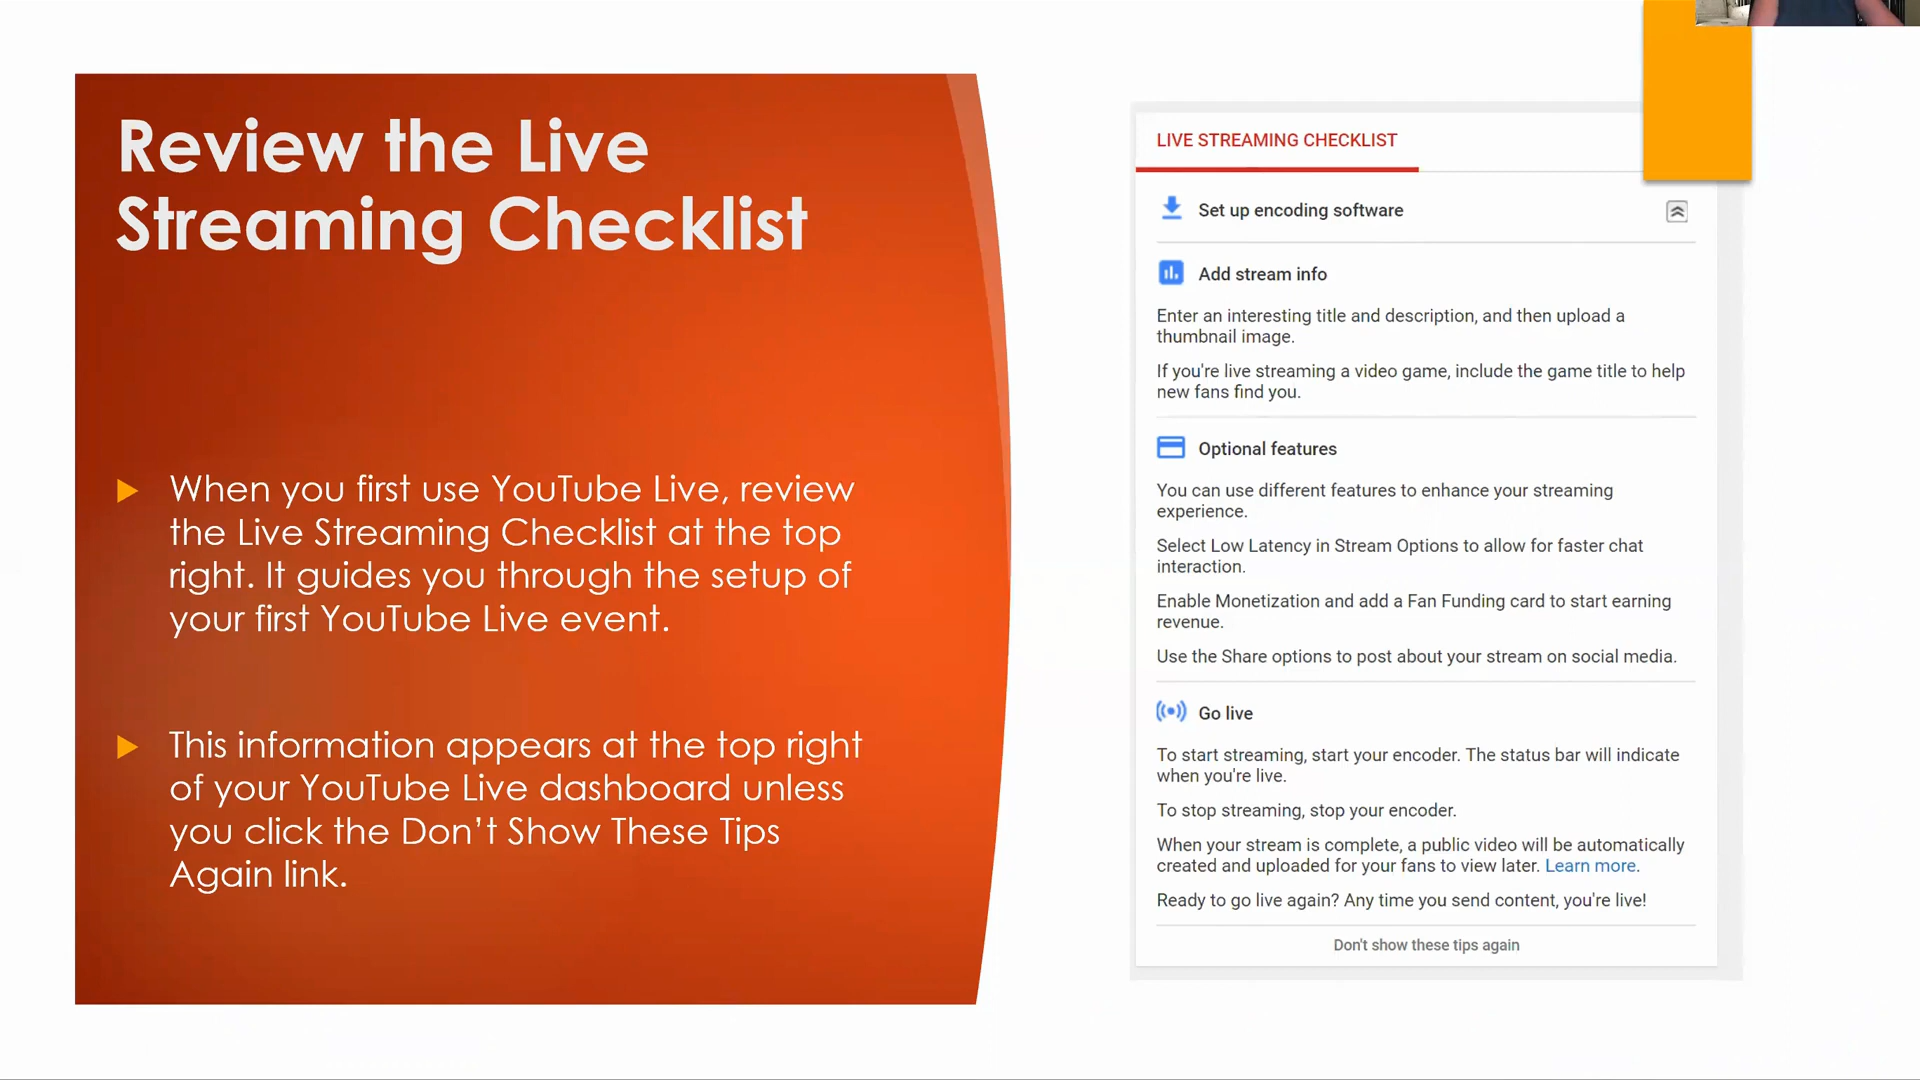 Review the Live
Streaming Checklist
When you first use YouTube Live, review
the Live Streaming Checklist at the top
right. It guides you through the setup of
your first YouTube Live event.
This information appears at the top right
of your YouTube Live dashboard unless
you click the Don’t Show These Tips
Again link.
LIVE STREAMING CHECKLIST
Set up encoding software
Add stream info
Enter an interesting title and description, and then upload a
thumbnail image.
If you're live streaming a video game, include the game title to help
new fans find you.
Optional features
You can use different features to enhance your streaming
experience.
Select Low Latency in Stream Options to allow for faster chat
interaction.
Enable Monetization and add a Fan Funding card to start earning
revenue.
Use the Share options to post about your stream on social media.
Go live
To start streaming, start your encoder. The status bar will indicate
when you're live.
To stop streaming, stop your encoder.
When your stream is complete, a public video will be automatically
created and uploaded for your fans to view later. Learn more.
Ready to go live again? Any time you send content, you're live!
Don't show these tips again